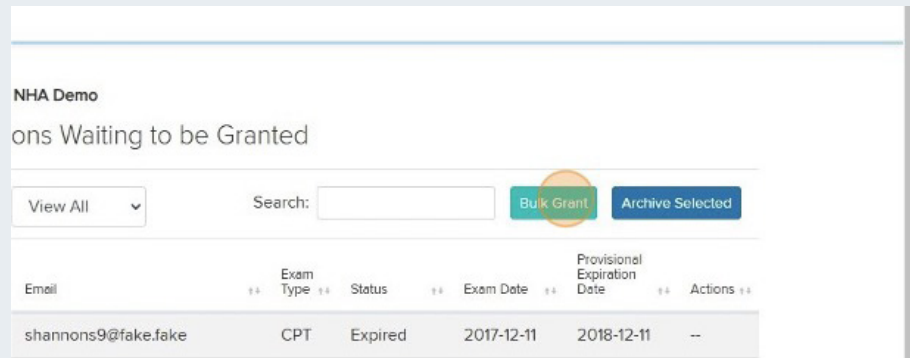 NHA Demo
ons Waiting to be Granted
View All Search: Bulk Grant Archive Selected
Email Exam Type Status Exam Date Provisional Expiration Date Actions
shannons9@fake.fake CPT Expired 2017-12-11 2018-12-11 --